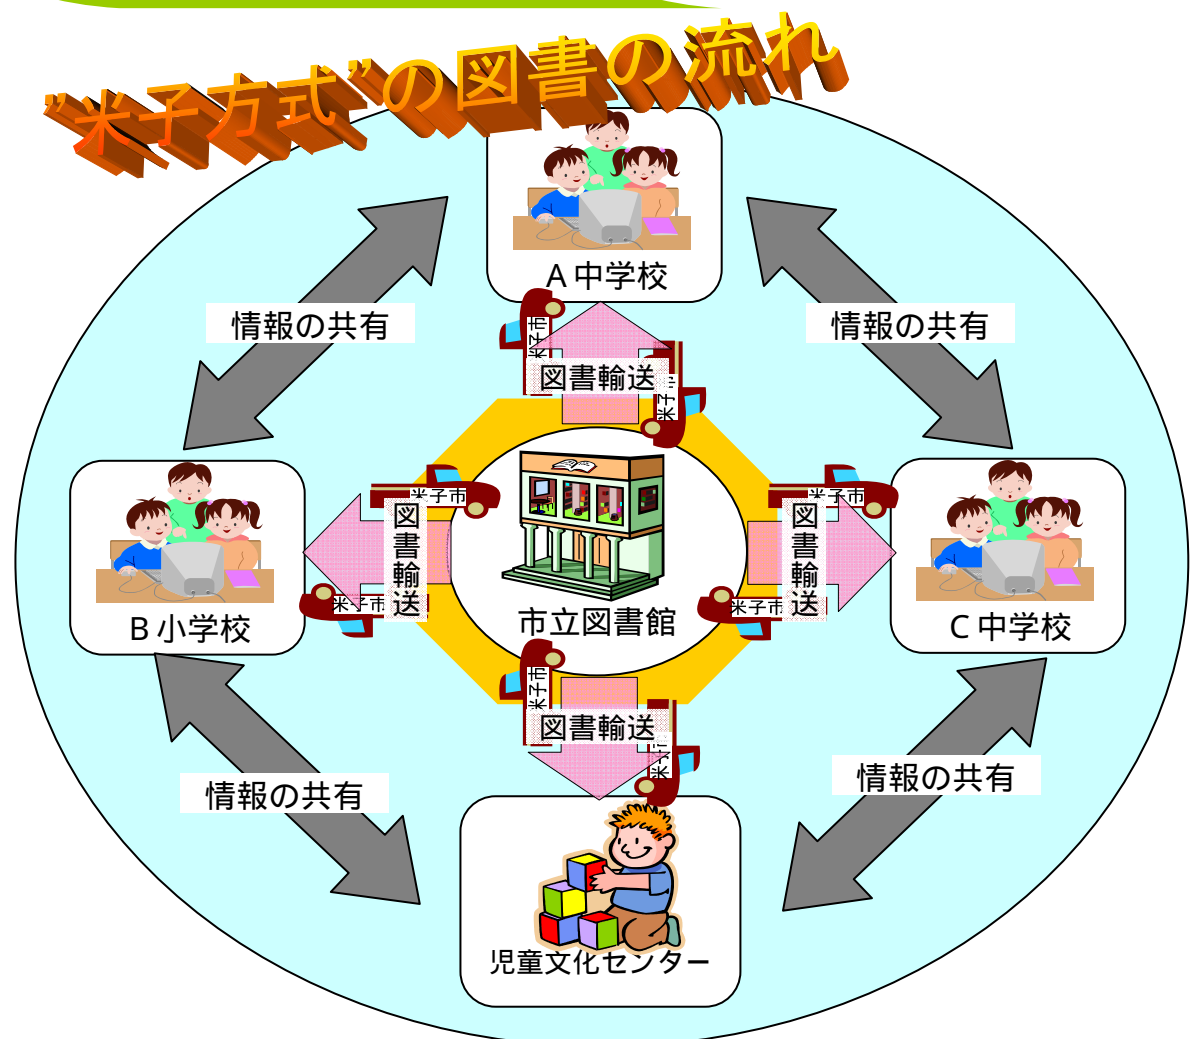 ”米子方式”の図書の流れ
A中学校
情報の共有
情報の共有
米子市
図書輸送
米子市
B小学校
米子市
図書輸送
米子市
市立図書館
米子市
図書輸送
米子市
C中学校
米子市
図書輸送
米子市
情報の共有
情報の共有
児童文化センター